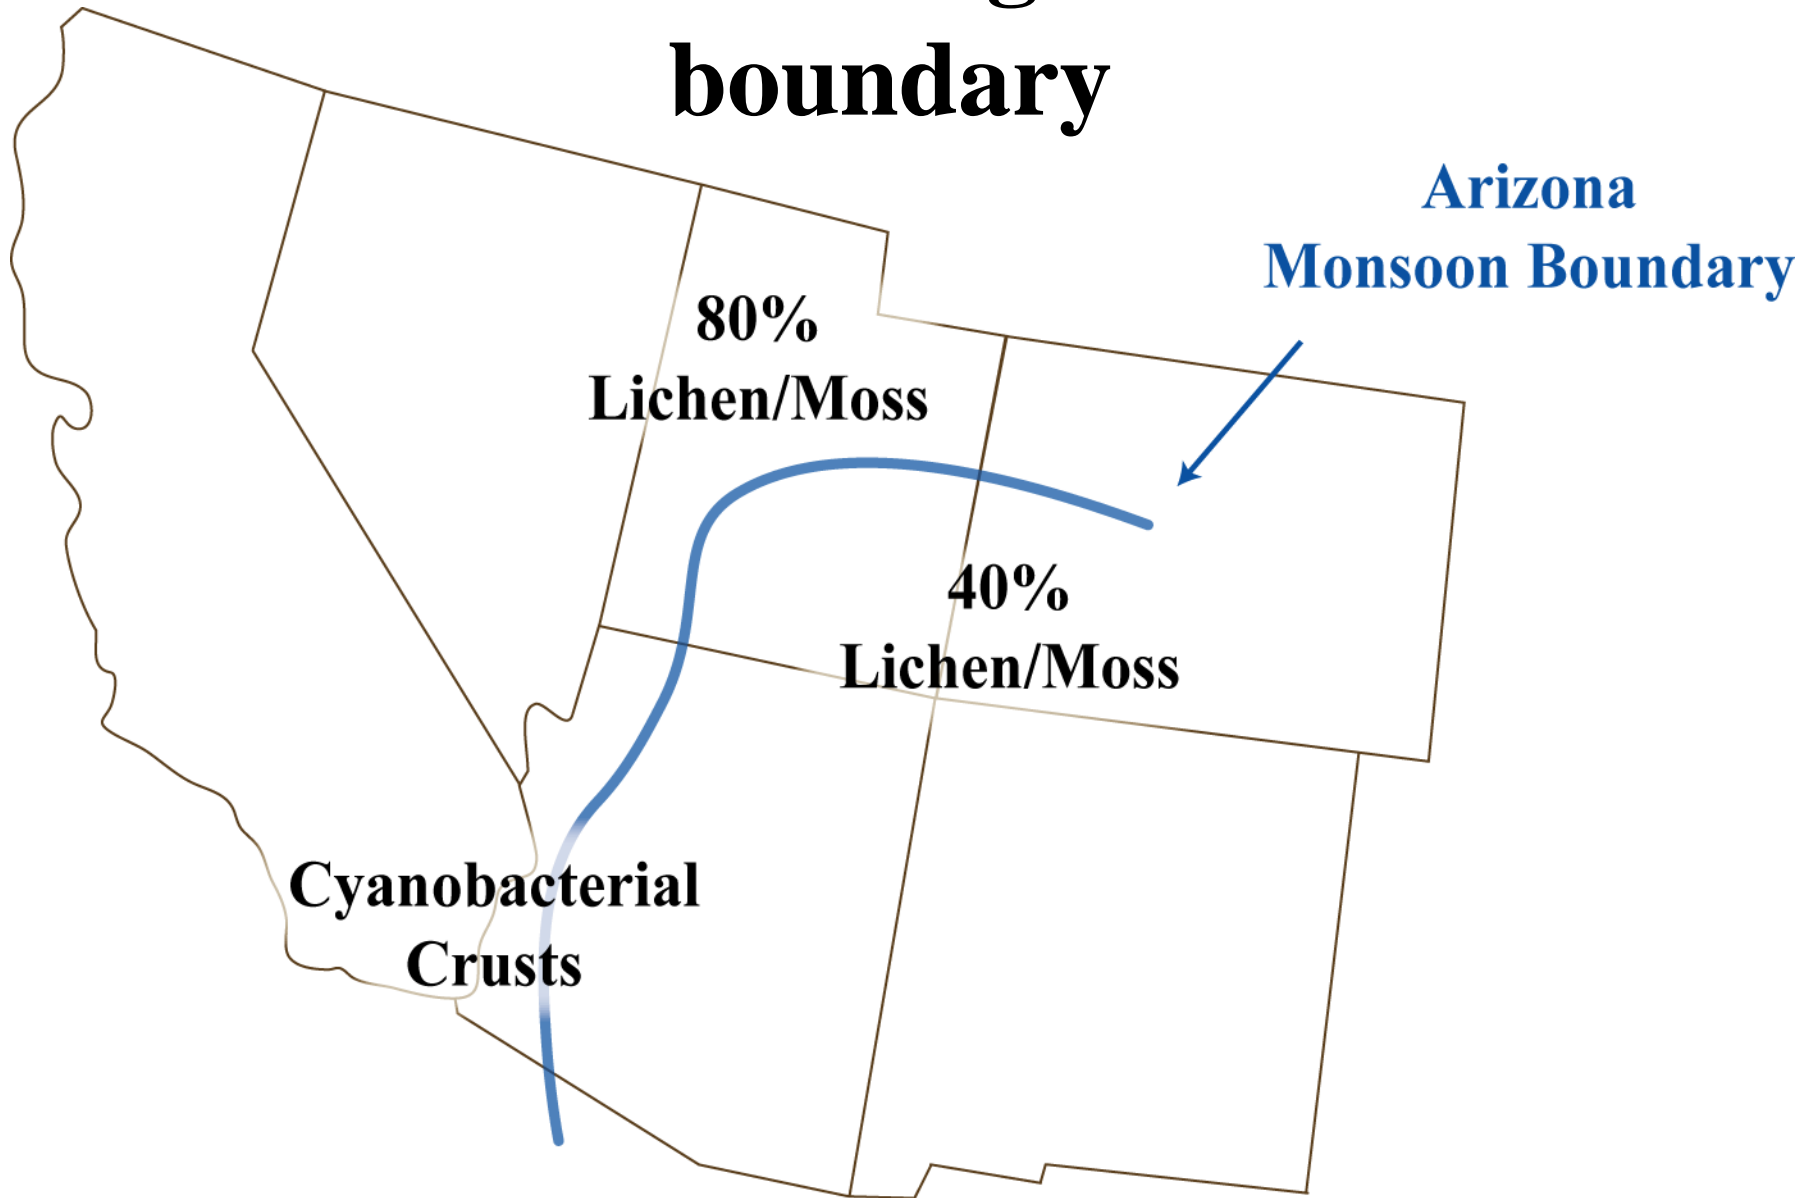 boundary
Arizona
Monsoon Boundary
80%
Lichen/Moss
40%
Lichen/Moss
Cyanobacterial
Crusts